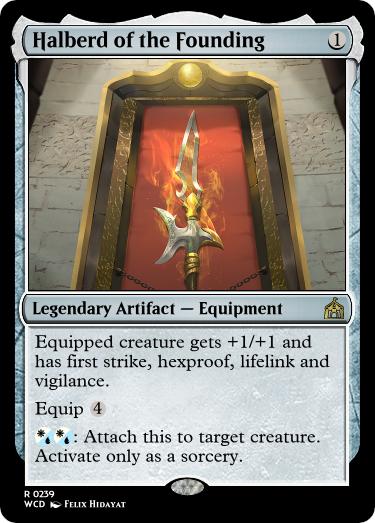 Halberd of the Founding 1
Legendary Artifact — Equipment
Equipped creature gets +1/+1 and
has first strike, hexproof, lifelink and
vigilance.
Equip 4
: Attach this to target creature.
Activate only as a sorcery.
R 0239
WCD Felix Hidayat